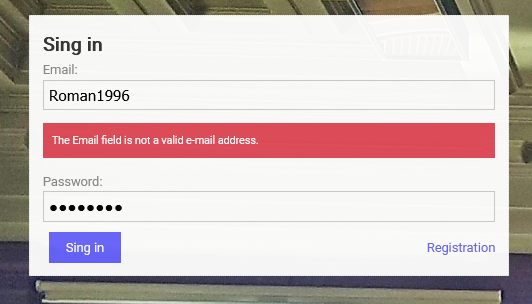 Sing in
Email:
Roman1996
The Email field is not a valid e-mail address.
Password:
Sing in
Registration